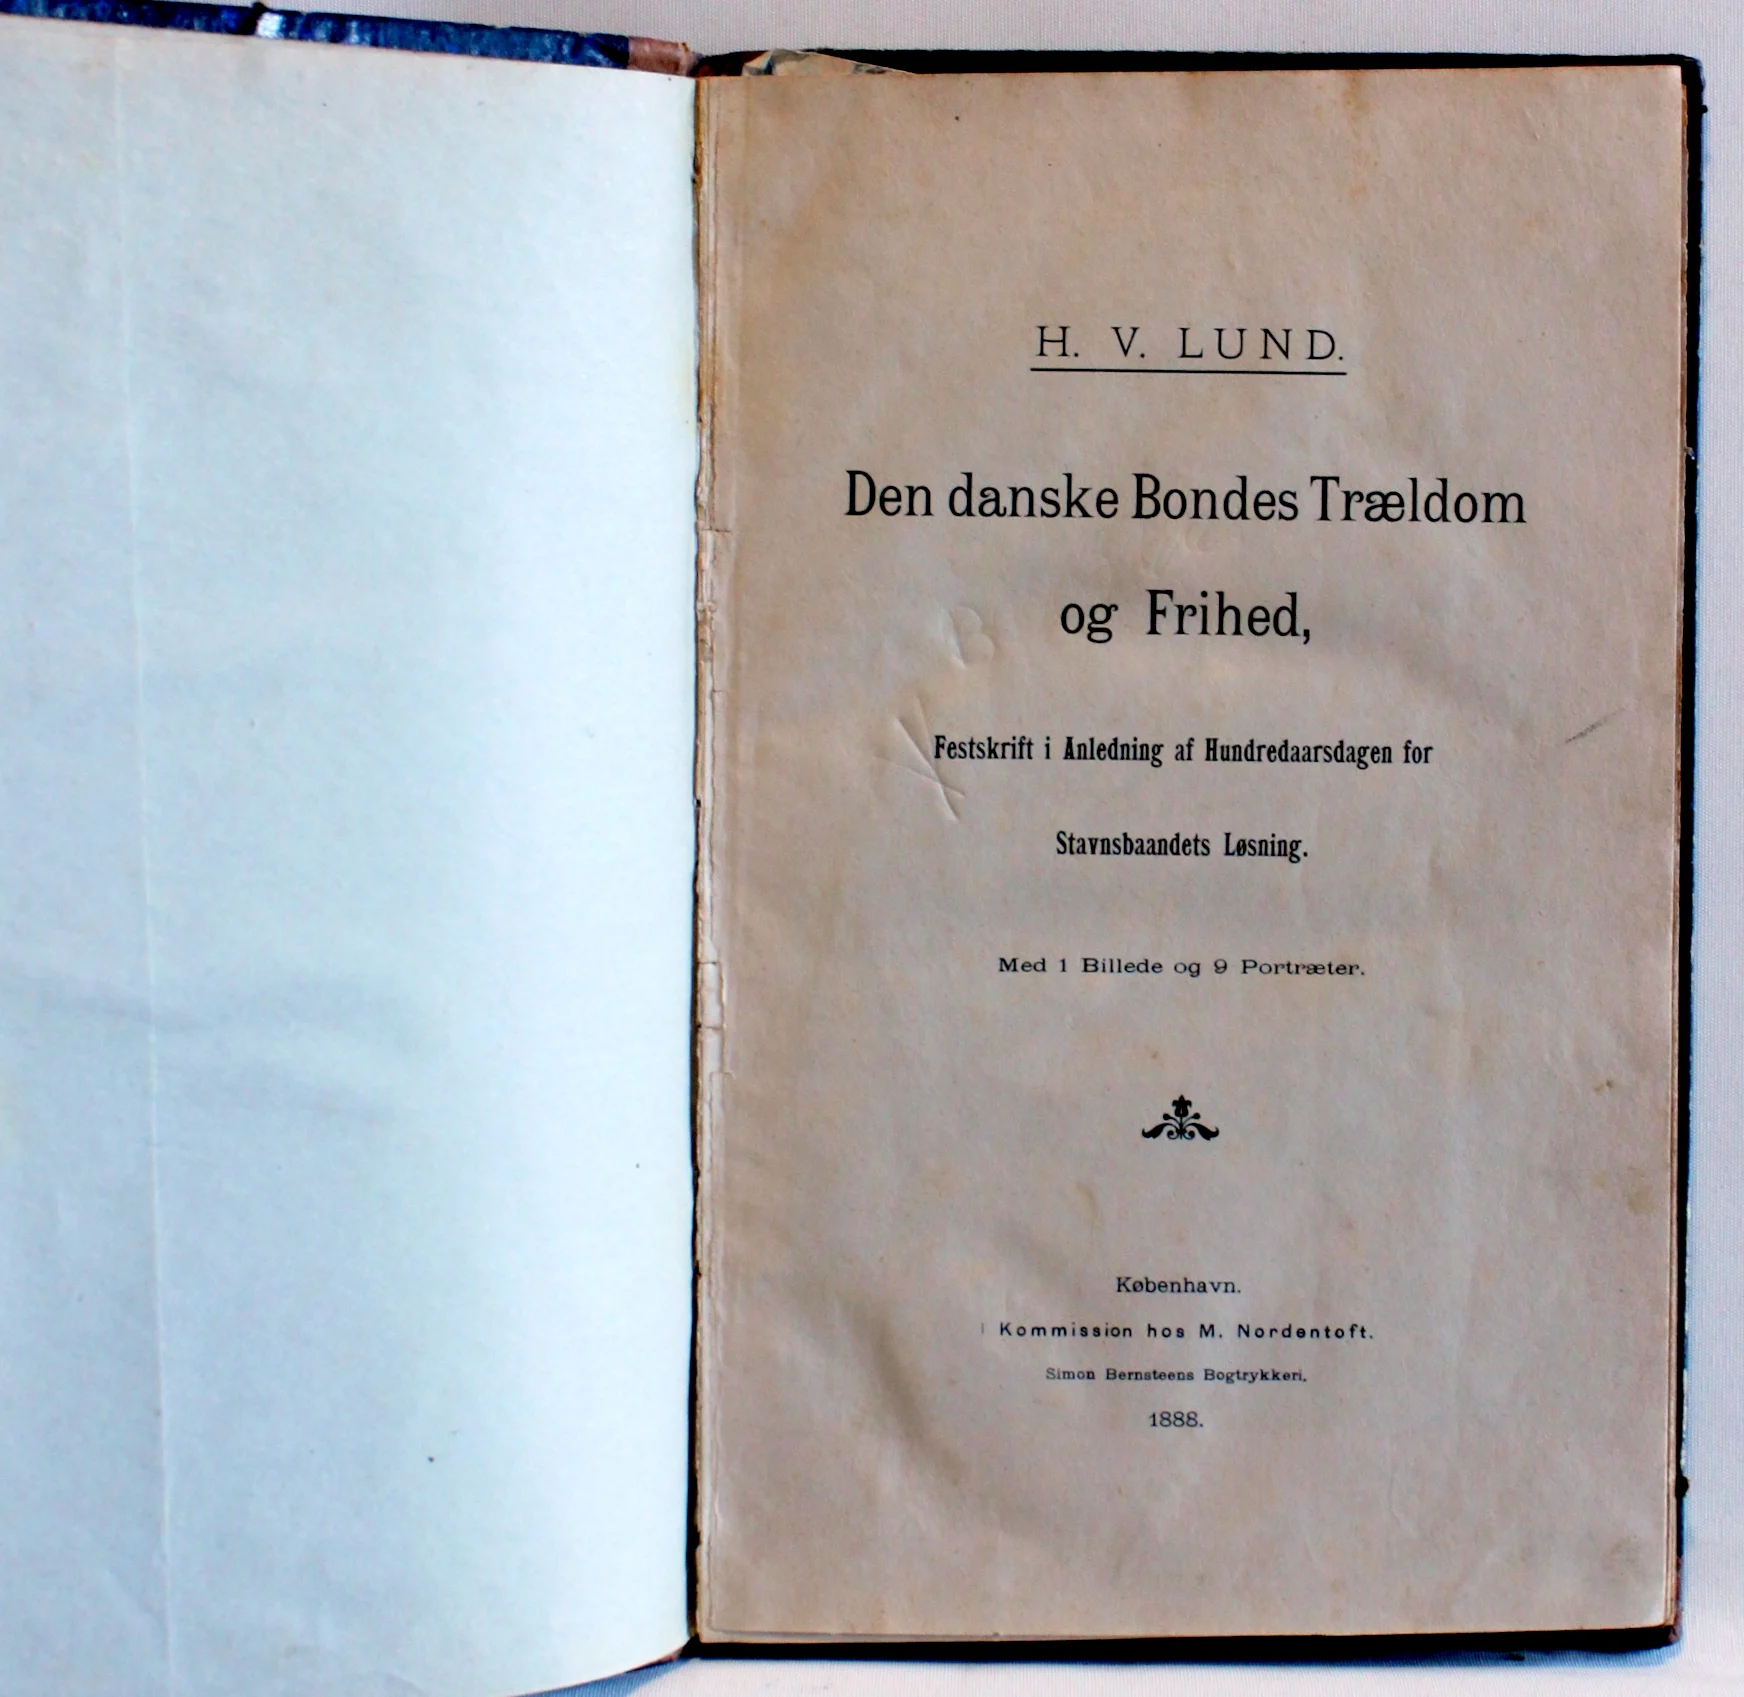 H. V. LUND.
Den danske Bondes Trældom
og Frihed,
Festskrift i Anledning af Hundredaarsdagen for
Stavnsbaandets Løsning.
Med 1 Billede og 9 Portræter.
København.
I Kommission hos M. Nordentoft.
Simon Bernsteens Bogtrykkeri.
1888.